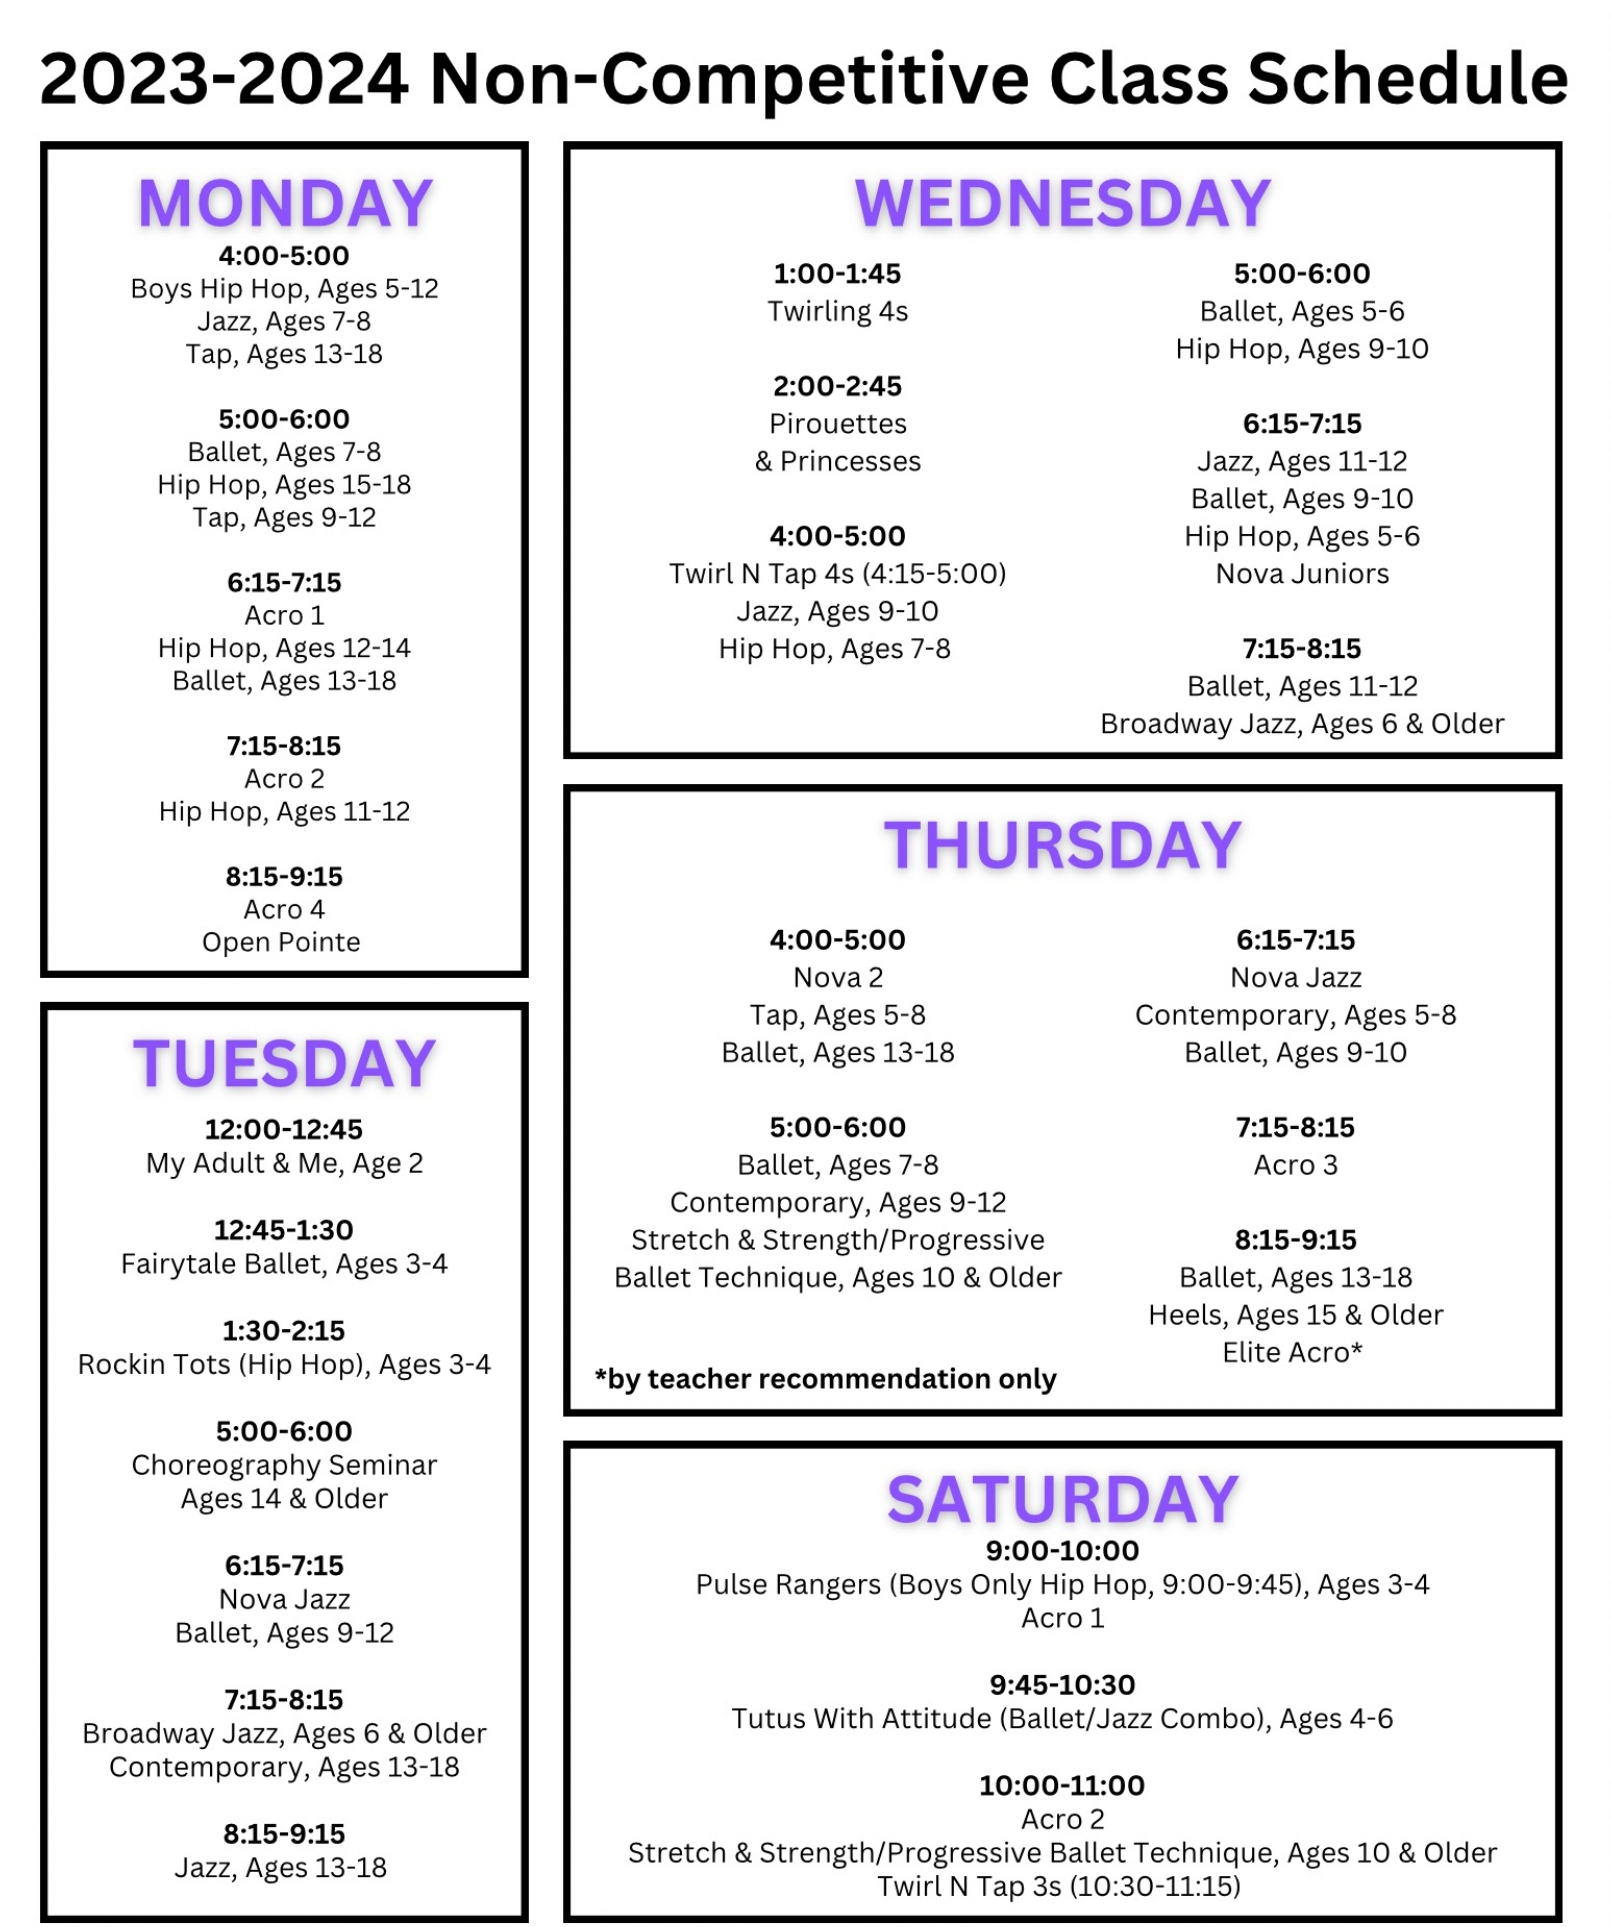 2023-2024 Non-Competitive Class Schedule
MONDAY
4:00-5:00
Boys Hip Hop, Ages 5-12
Jazz, Ages 7-8
Tap, Ages 13-18
5:00-6:00
Ballet, Ages 7-8
Hip Hop, Ages 15-18
Tap, Ages 9-12
6:15-7:15
Acro 1
Hip Hop, Ages 12-14
Ballet, Ages 13-18
7:15-8:15
Acro 2
Hip Hop, Ages 11-12
8:15-9:15
Acro 4
Open Pointe
TUESDAY
12:00-12:45
My Adult & Me, Age 2
12:45-1:30
Fairytale Ballet, Ages 3-4
1:30-2:15
Rockin Tots (Hip Hop), Ages 3-4
5:00-6:00
Choreography Seminar
Ages 14 & Older
6:15-7:15
Nova Jazz
Ballet, Ages 9-12
7:15-8:15
Broadway Jazz, Ages 6 & Older
Contemporary, Ages 13-18
8:15-9:15
Jazz, Ages 13-18
WEDNESDAY
1:00-1:45
Twirling 4s
2:00-2:45
Pirouettes
& Princesses
4:00-5:00
Twirl N Tap 4s (4:15-5:00)
Jazz, Ages 9-10
Hip Hop, Ages 7-8
5:00-6:00
Ballet, Ages 5-6
Hip Hop, Ages 9-10
6:15-7:15
Jazz, Ages 11-12
Ballet, Ages 9-10
Hip Hop, Ages 5-6
Nova Juniors
7:15-8:15
Ballet, Ages 11-12
Broadway Jazz, Ages 6 & Older
THURSDAY
4:00-5:00
Nova 2
Tap, Ages 5-8
Ballet, Ages 13-18
5:00-6:00
Ballet, Ages 7-8
Contemporary, Ages 9-12
Stretch & Strength/Progressive
Ballet Technique, Ages 10 & Older
*by teacher recommendation only
6:15-7:15
Nova Jazz
Contemporary, Ages 5-8
Ballet, Ages 9-10
7:15-8:15
Acro 3
8:15-9:15
Ballet, Ages 13-18
Heels, Ages 15 & Older
Elite Acro*
SATURDAY
9:00-10:00
Pulse Rangers (Boys Only Hip Hop, 9:00-9:45), Ages 3-4
Acro 1
9:45-10:30
Tutus With Attitude (Ballet/Jazz Combo), Ages 4-6
10:00-11:00
Acro 2
Stretch & Strength/Progressive Ballet Technique, Ages 10 & Older
Twirl N Tap 3s (10:30-11:15)